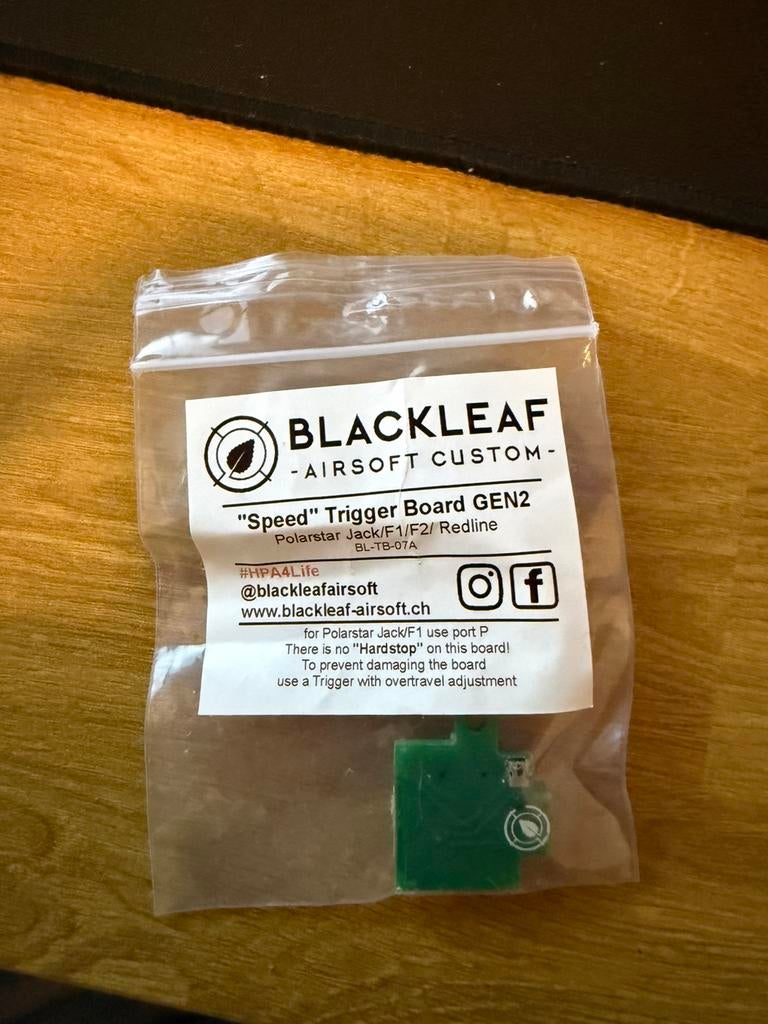 BLACKLEAF
-AIRSOFT CUSTOM-
"Speed" Trigger Board GEN2
Polarstar Jack/F1/F2/ Redline
BL-TB-07A
#HPA4Life
@blackleafairsoft
www.blackleaf-airsoft.ch
for Polarstar Jack/F1 use port P
There is no "Hardstop" on this board!
To prevent damaging the board
use a Trigger with overtravel adjustment